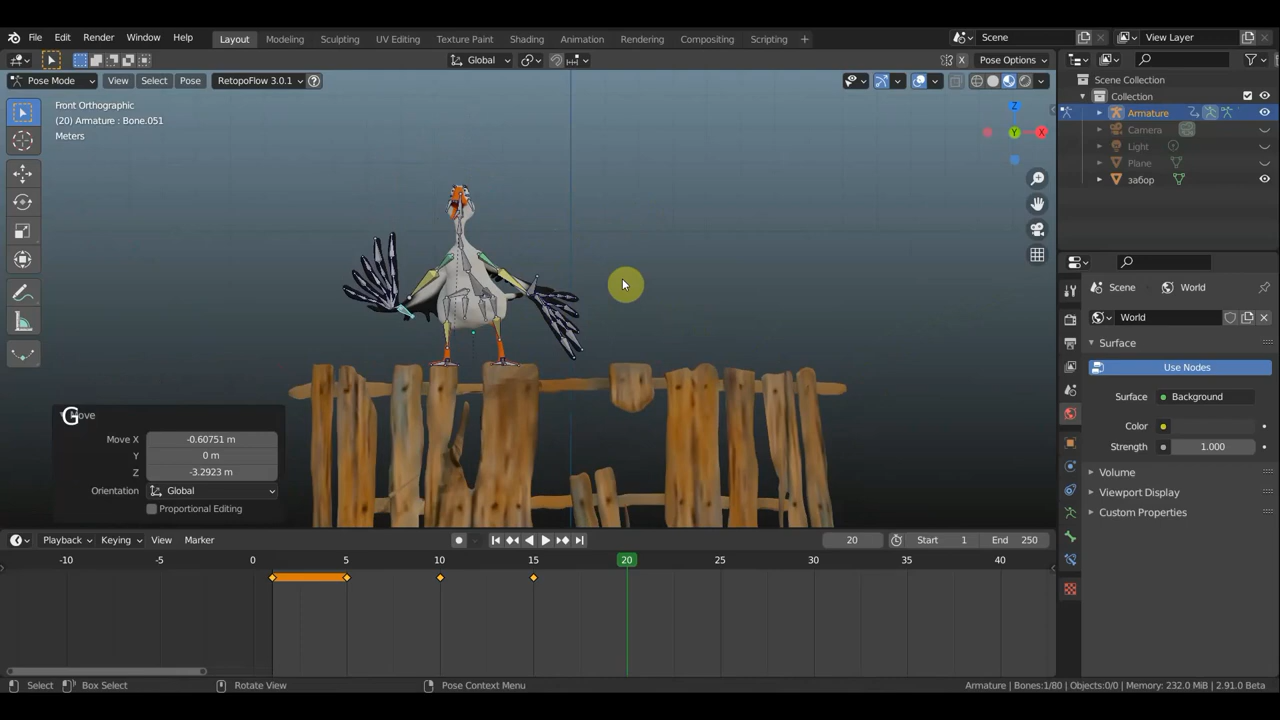 File Edit Render Window Help Layout Modeling Sculpting UV Editing Texture Paint Shading Animation Rendering Compositing Scripting + Scene View Layer
Global X Pose Options
Pose Mode View Select Pose RetopoFlow 3.0.1 ?
Front Orthographic
(20) Armature : Bone.051
Meters
Z
Y
X
Scene Collection
Collection
Armature
Camera
Light
Plane
забор
Scene World
World
Surface
Use Nodes
Surface Background
Color
Strength 1.000
Volume
Viewport Display
Custom Properties
G
Move
Move X -0.60751 m
Y 0 m
Z -3.2923 m
Orientation Global
Proportional Editing
Playback Keying View Marker 20 Start 1 End 250
-10 -5 0 5 10 15 20 25 30 35 40
Select Box Select Rotate View Pose Context Menu Armature | Bones:1/80 | Objects:0/0 | Memory: 232.0 MiB | 2.91.0 Beta